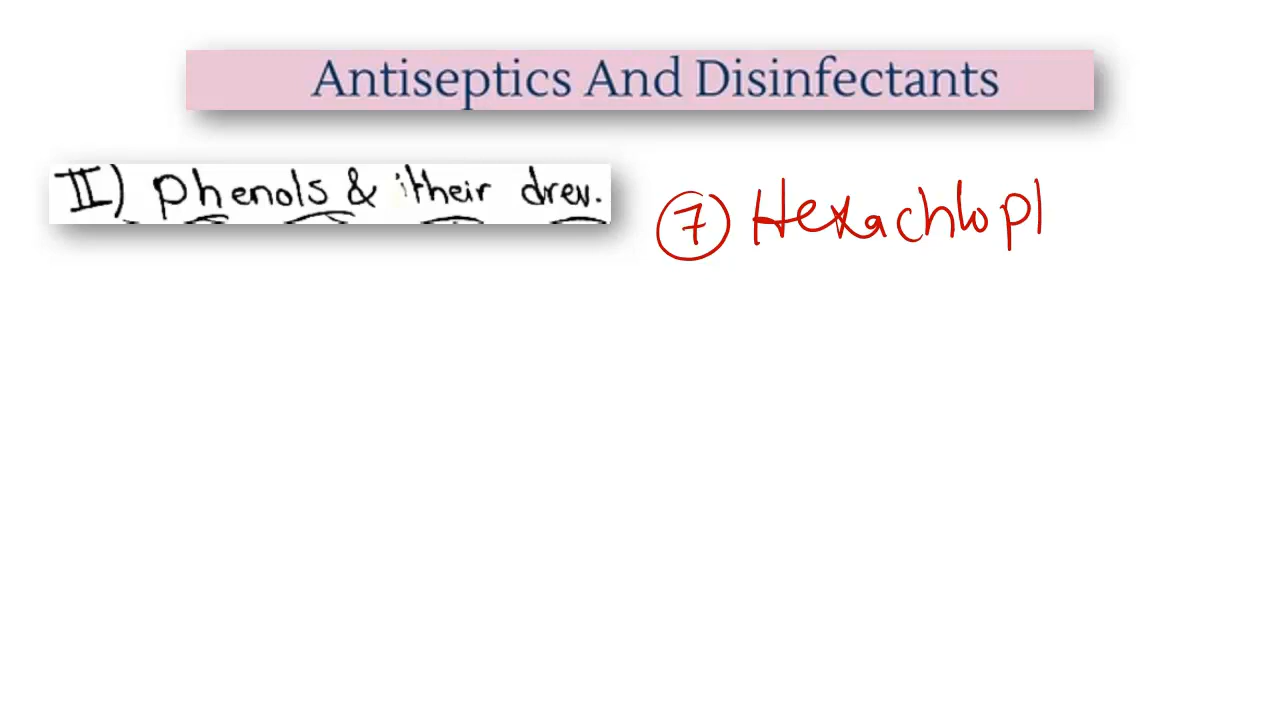 Antiseptics And Disinfectants
II) Phenols & their drev.
7 Hexachlopl